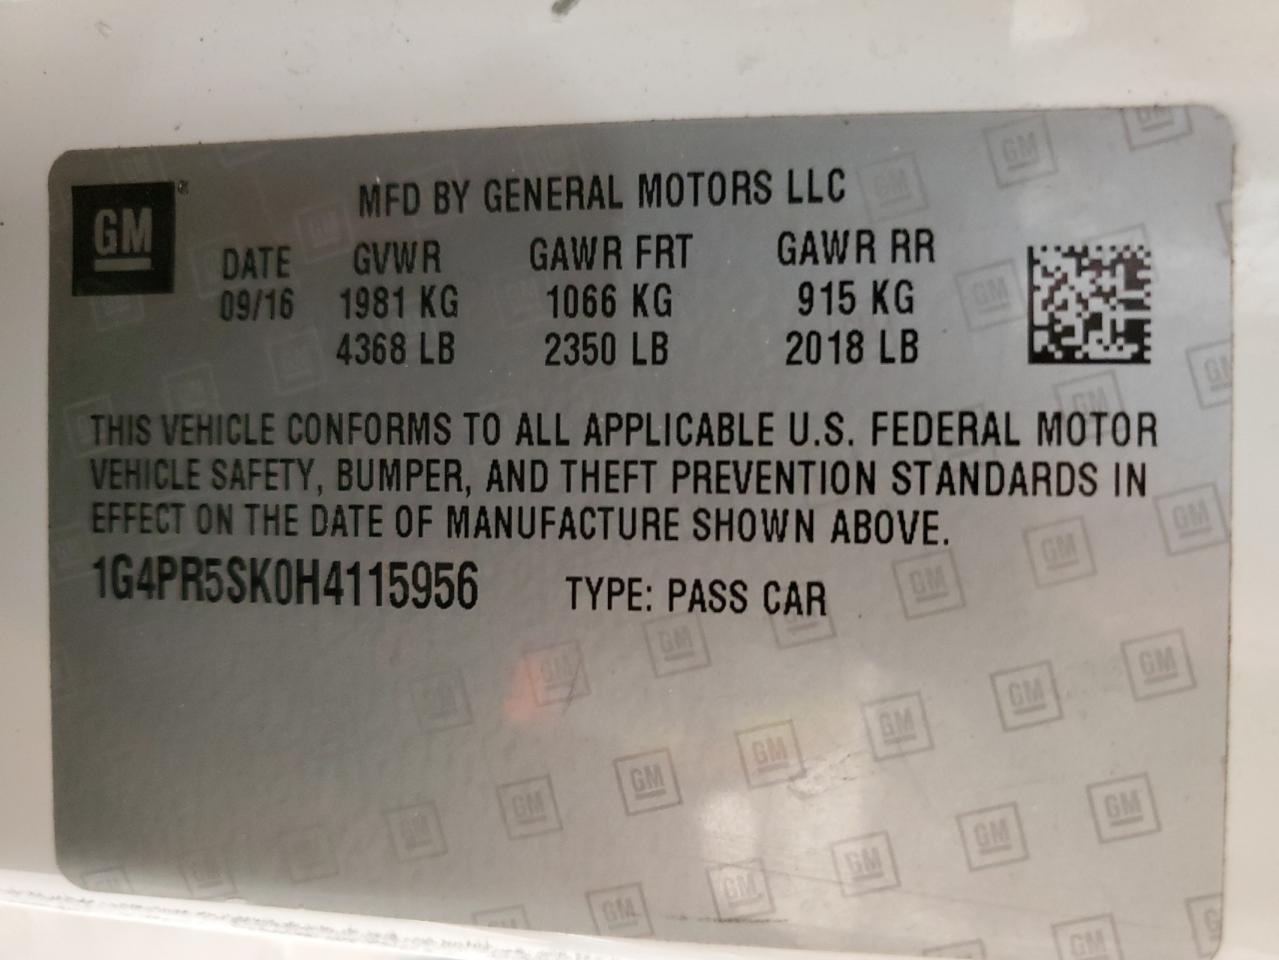 GM
MFD BY GENERAL MOTORS LLC
DATE GVWR GAWR FRT GAWR RR
09/16 1981 KG 1066 KG 915 KG
4368 LB 2350 LB 2018 LB
THIS VEHICLE CONFORMS TO ALL APPLICABLE U.S. FEDERAL MOTOR
VEHICLE SAFETY, BUMPER, AND THEFT PREVENTION STANDARDS IN
EFFECT ON THE DATE OF MANUFACTURE SHOWN ABOVE.
1G4PR5SK0H4115956 TYPE: PASS CAR